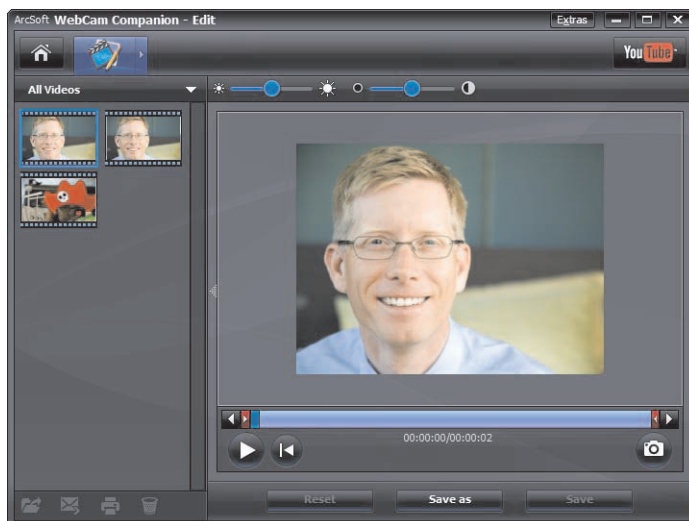 ArcSoft WebCam Companion - Edit
Extras
YouTube
All Videos
00:00:00/00:00:02
Reset
Save as
Save